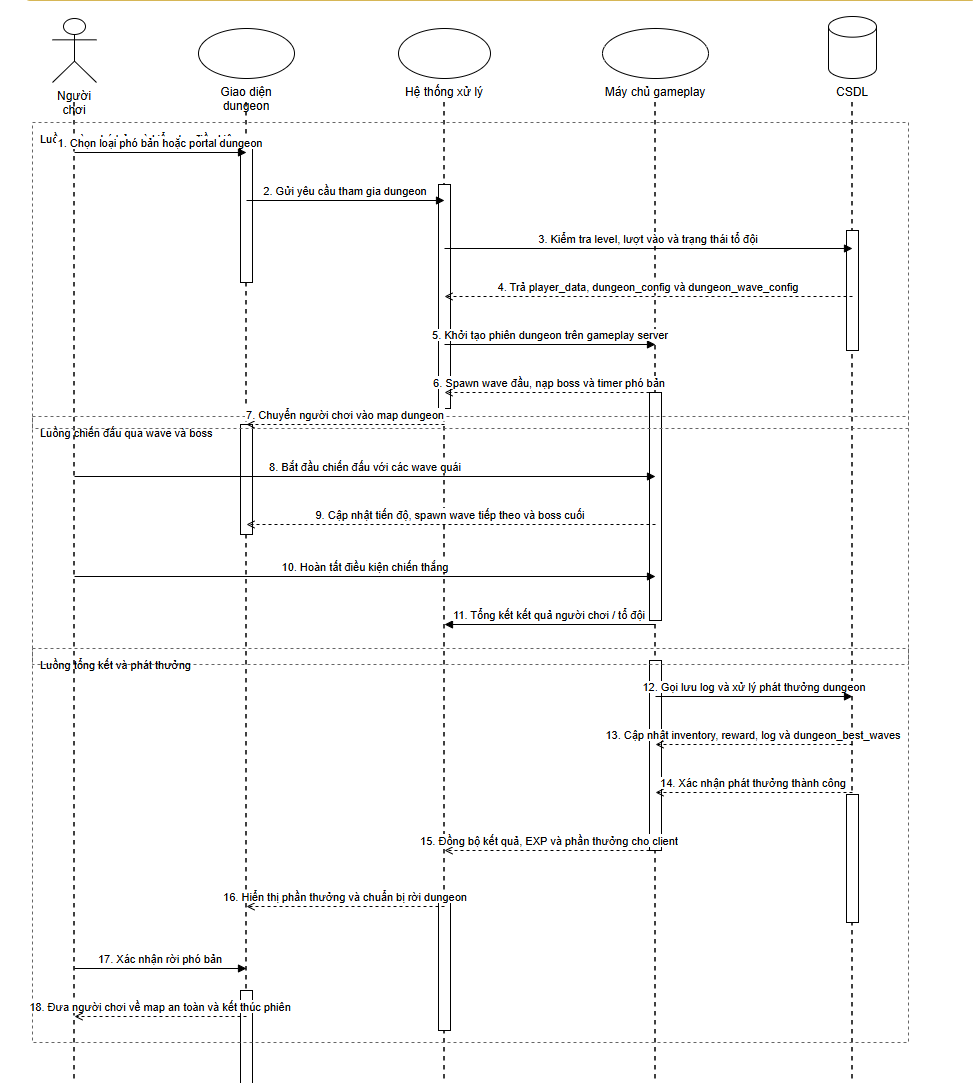 Người
chơi
Giao diện
dungeon
Hệ thống xử lý
Máy chủ gameplay
CSDL
1. Chọn loại phó bản hoặc portal dungeon
2. Gửi yêu cầu tham gia dungeon
3. Kiểm tra level, lượt vào và trạng thái tổ đội
4. Trả player_data, dungeon_config và dungeon_wave_config
5. Khởi tạo phiên dungeon trên gameplay server
6. Spawn wave đầu, nạp boss và timer phó bản
7. Chuyển người chơi vào map dungeon
Luồng chiến đấu qua wave và boss
8. Bắt đầu chiến đấu với các wave quái
9. Cập nhật tiến độ, spawn wave tiếp theo và boss cuối
10. Hoàn tất điều kiện chiến thắng
11. Tổng kết kết quả người chơi / tổ đội
Luồng tổng kết và phát thưởng
12. Gọi lưu log và xử lý phát thưởng dungeon
13. Cập nhật inventory, reward, log và dungeon_best_waves
14. Xác nhận phát thưởng thành công
15. Đồng bộ kết quả, EXP và phần thưởng cho client
16. Hiển thị phần thưởng và chuẩn bị rời dungeon
17. Xác nhận rời phó bản
18. Đưa người chơi về map an toàn và kết thúc phiên